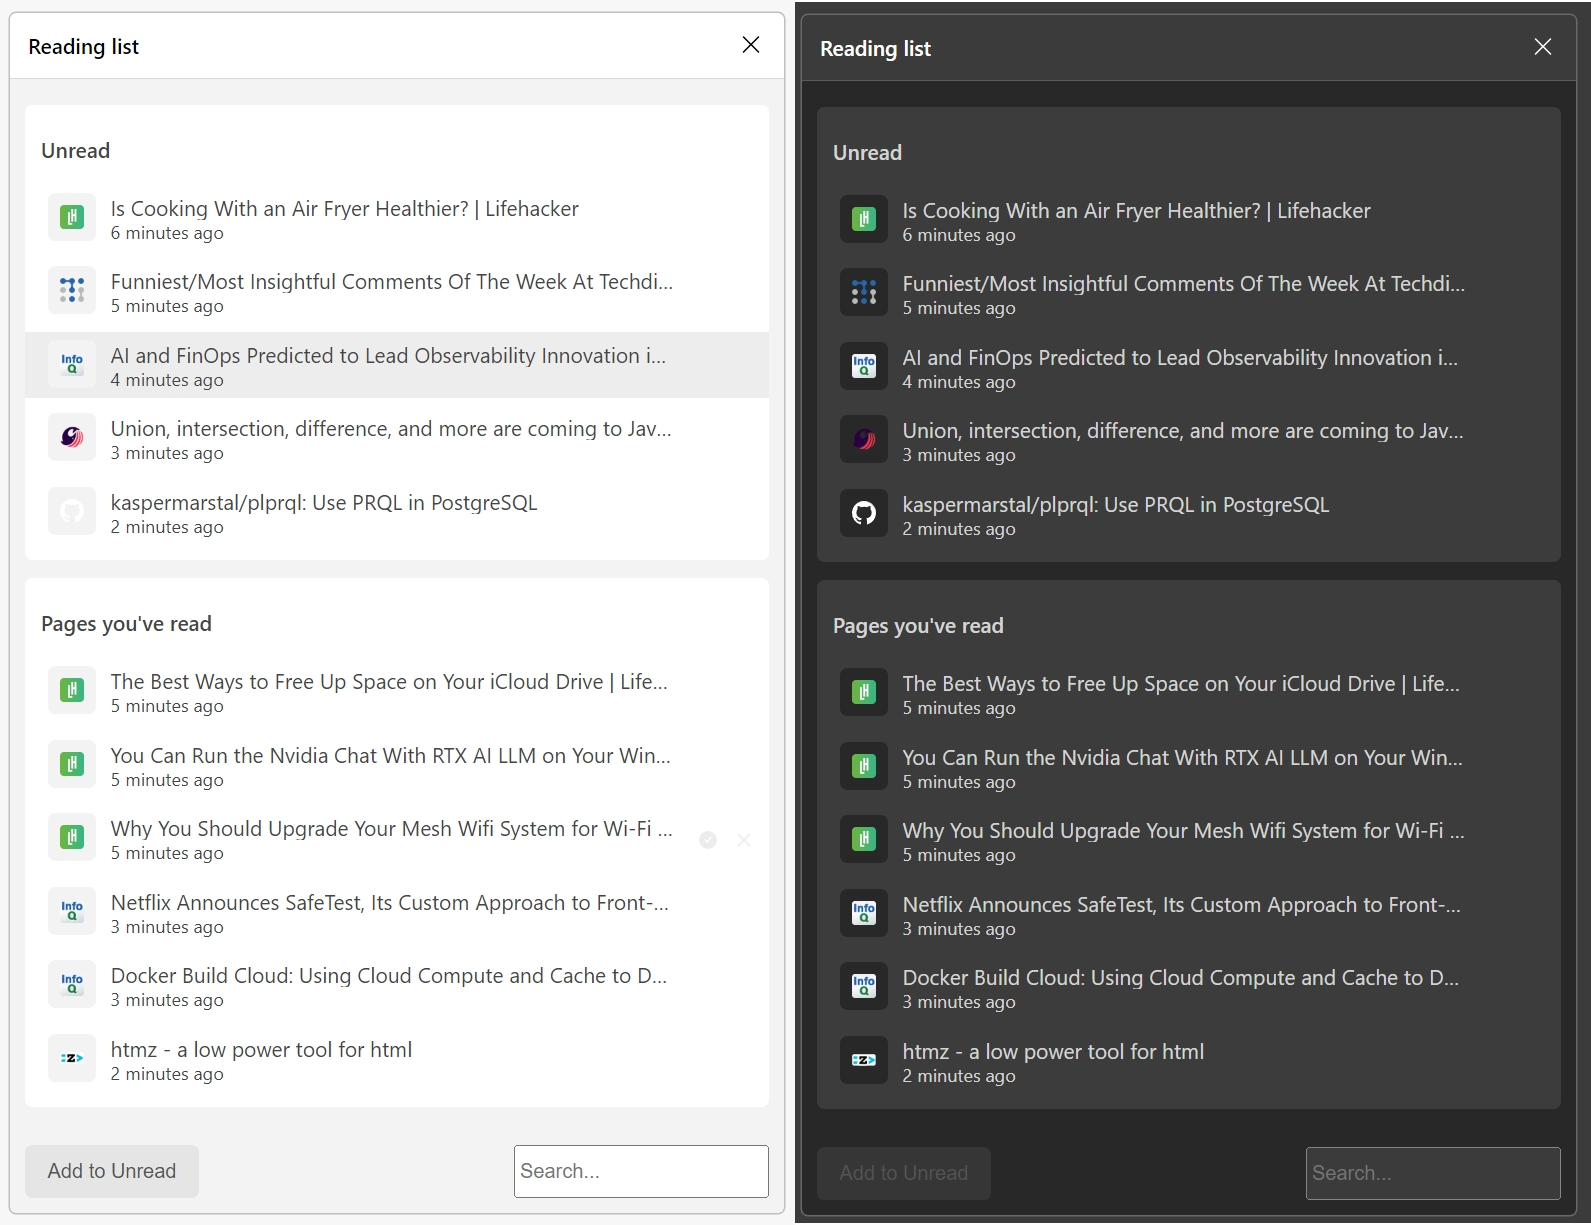 Reading list
Unread
Is Cooking With an Air Fryer Healthier? | Lifehacker
6 minutes ago
Funniest/Most Insightful Comments Of The Week At Techdi...
5 minutes ago
Info
Q
AI and FinOps Predicted to Lead Observability Innovation i...
4 minutes ago
Union, intersection, difference, and more are coming to Jav...
3 minutes ago
kaspermarstal/plprql: Use PRQL in PostgreSQL
2 minutes ago
Pages you've read
The Best Ways to Free Up Space on Your iCloud Drive | Life...
5 minutes ago
You Can Run the Nvidia Chat With RTX AI LLM on Your Win...
5 minutes ago
Why You Should Upgrade Your Mesh Wifi System for Wi-Fi ...
5 minutes ago
Info
Q
Netflix Announces SafeTest, Its Custom Approach to Front-...
3 minutes ago
Info
Q
Docker Build Cloud: Using Cloud Compute and Cache to D...
3 minutes ago
:z>
htmz - a low power tool for html
2 minutes ago
Add to Unread
Search...
Reading list
Unread
Is Cooking With an Air Fryer Healthier? | Lifehacker
6 minutes ago
Funniest/Most Insightful Comments Of The Week At Techdi...
5 minutes ago
Info
Q
AI and FinOps Predicted to Lead Observability Innovation i...
4 minutes ago
Union, intersection, difference, and more are coming to Jav...
3 minutes ago
kaspermarstal/plprql: Use PRQL in PostgreSQL
2 minutes ago
Pages you've read
The Best Ways to Free Up Space on Your iCloud Drive | Life...
5 minutes ago
You Can Run the Nvidia Chat With RTX AI LLM on Your Win...
5 minutes ago
Why You Should Upgrade Your Mesh Wifi System for Wi-Fi ...
5 minutes ago
Info
Q
Netflix Announces SafeTest, Its Custom Approach to Front-...
3 minutes ago
Info
Q
Docker Build Cloud: Using Cloud Compute and Cache to D...
3 minutes ago
:z>
htmz - a low power tool for html
2 minutes ago
Add to Unread
Search...